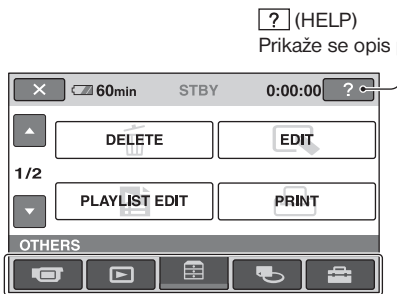 ? (HELP)
Prikaže se opis
60min STBY 0:00:00 ?
DELETE EDIT
1/2
PLAYLIST EDIT PRINT
OTHERS